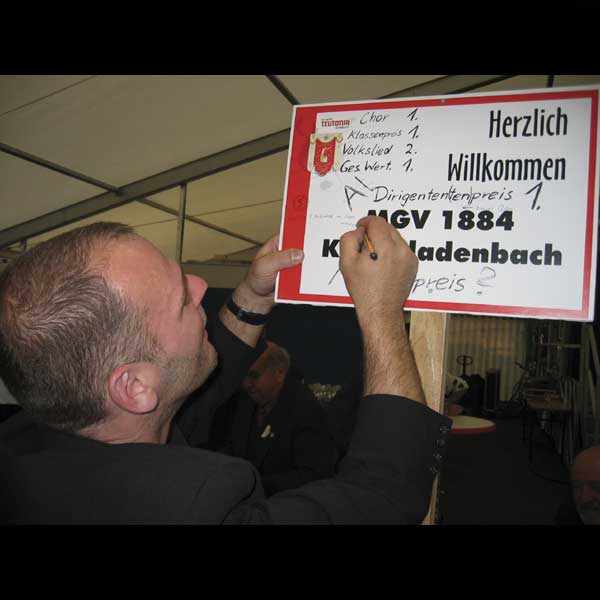 TEUTONIA
Chor 1.
Klassenpreis 1.
Volkslied 2.
Ges. Wert. 1.
Herzlich
Willkommen
A
Dirigentenpreis 1.
MGV 1884
K ladenbach
preis ?